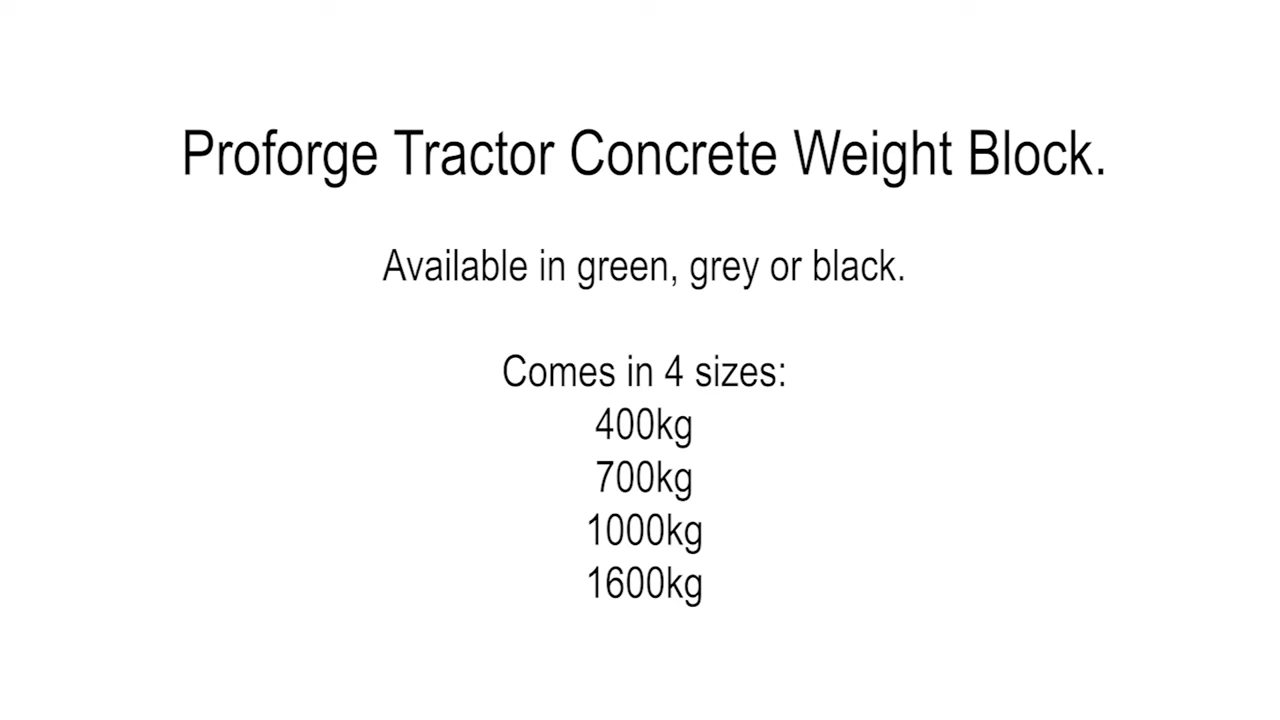 Proforge Tractor Concrete Weight Block.
Available in green, grey or black.
Comes in 4 sizes:
400kg
700kg
1000kg
1600kg